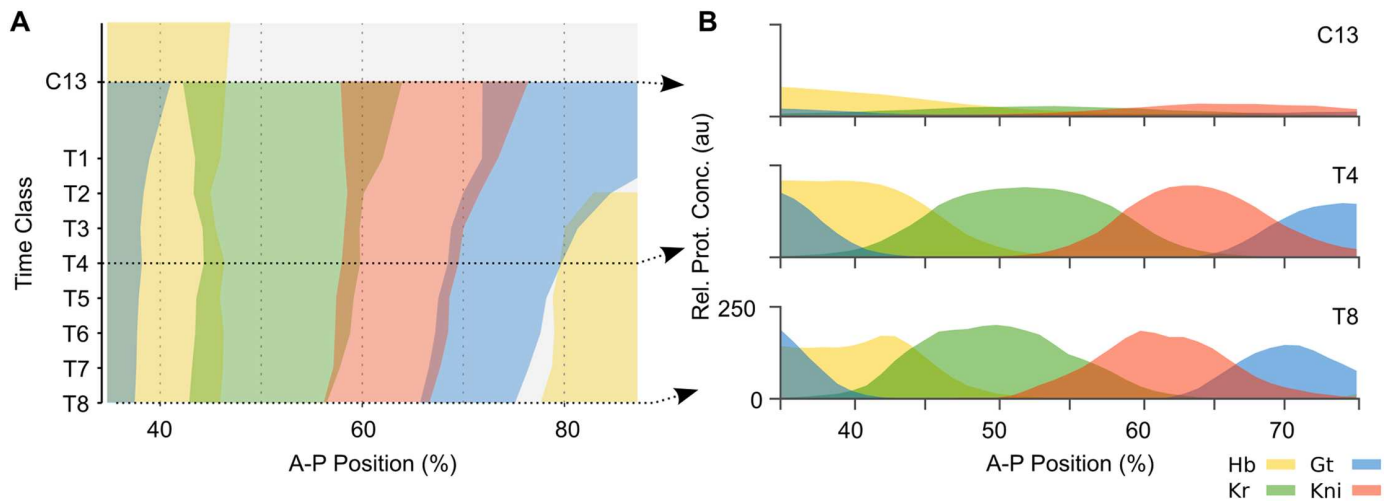 A
B
C13
C13
T1
T2
T3
T4
T5
T6
T7
T8
Time Class
40
60
80
A-P Position (%)
Rel. Prot. Conc. (au)
T4
250
T8
0
40
50
60
70
A-P Position (%)
Hb
Gt
Kr
Kni